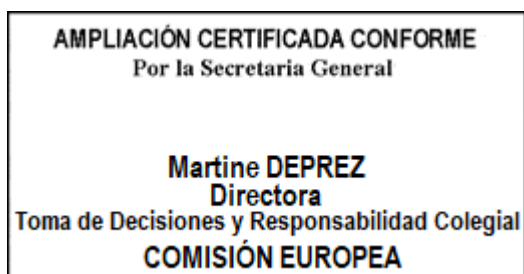 AMPLIACIÓN CERTIFICADA CONFORME
Por la Secretaria General
Martine DEPREZ
Directora
Toma de Decisiones y Responsabilidad Colegial
COMISIÓN EUROPEA